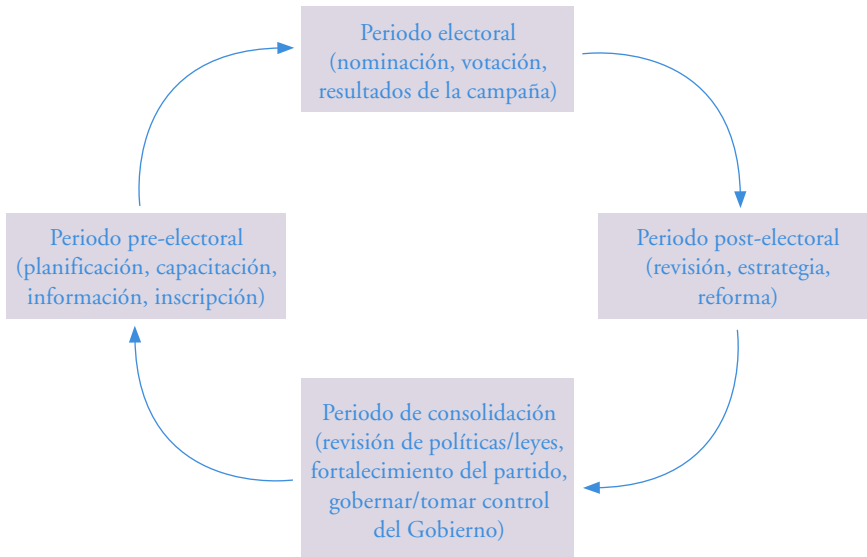 Periodo electoral
(nominación, votación,
resultados de la campaña)
Periodo pre-electoral
(planificación, capacitación,
información, inscripción)
Periodo post-electoral
(revisión, estrategia,
reforma)
Periodo de consolidación
(revisión de políticas/leyes,
fortalecimiento del partido,
gobernar/tomar control
del Gobierno)